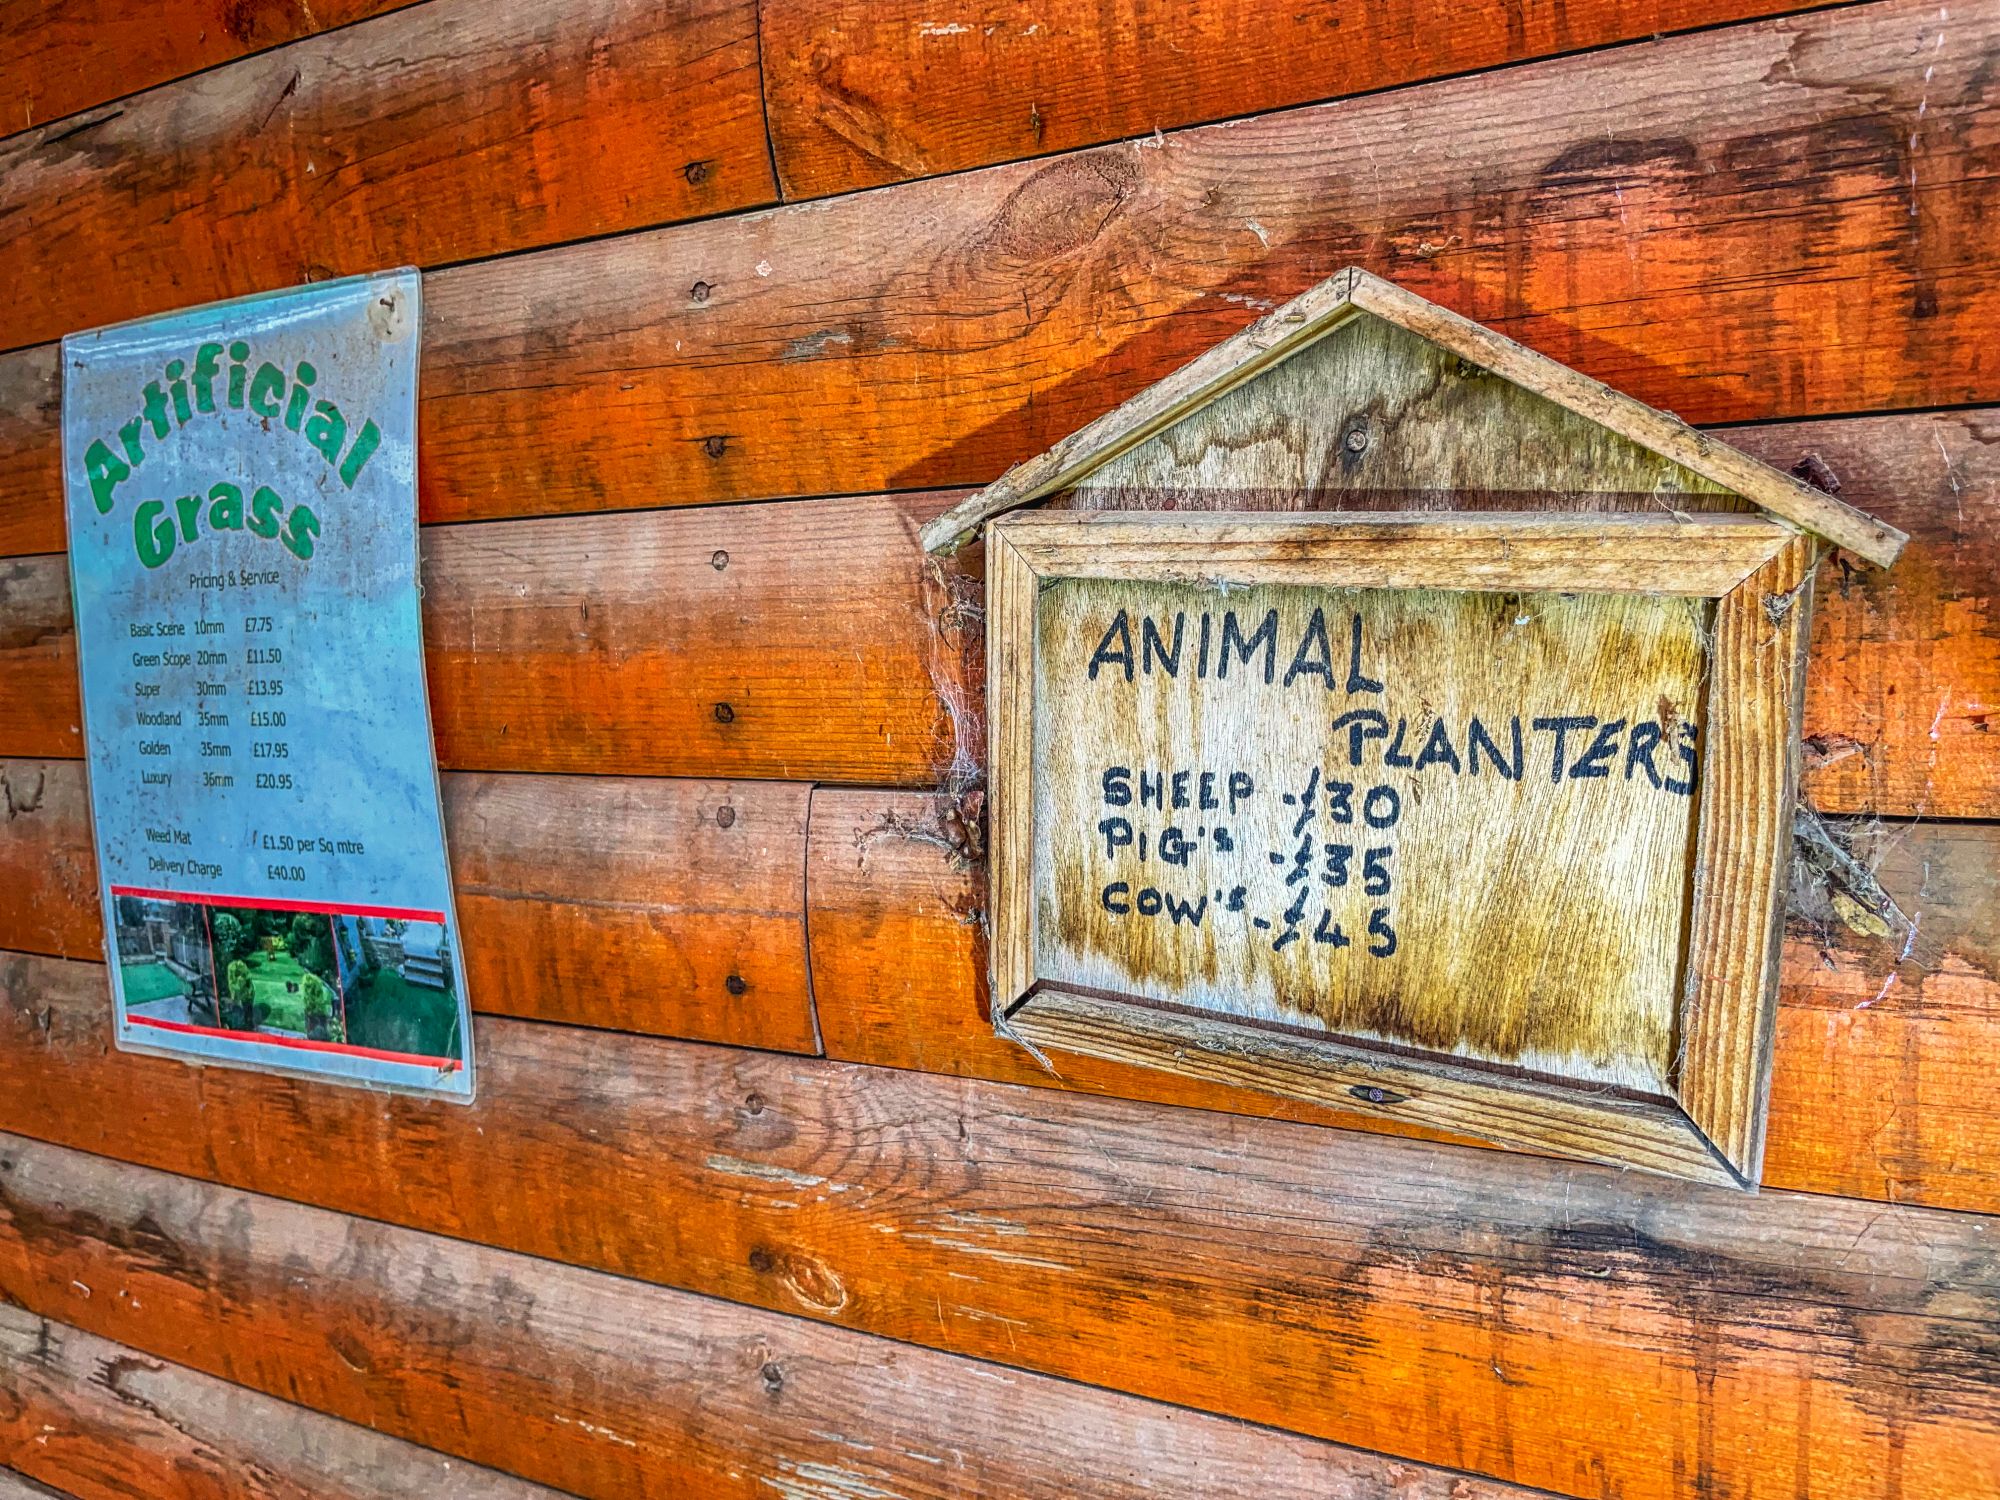 Artificial
Grass
Pricing & Service
Basic Scene 10mm £7.75
Green Scope 20mm £11.50
Super 30mm £13.95
Woodland 35mm £15.00
Golden 35mm £17.95
Luxury 36mm £20.95
Weed Mat £1.50 per Sq mtre
Delivery Charge £40.00
ANIMAL
PLANTERS
SHEEP -£30
PIG'S -£35
COW'S -£45